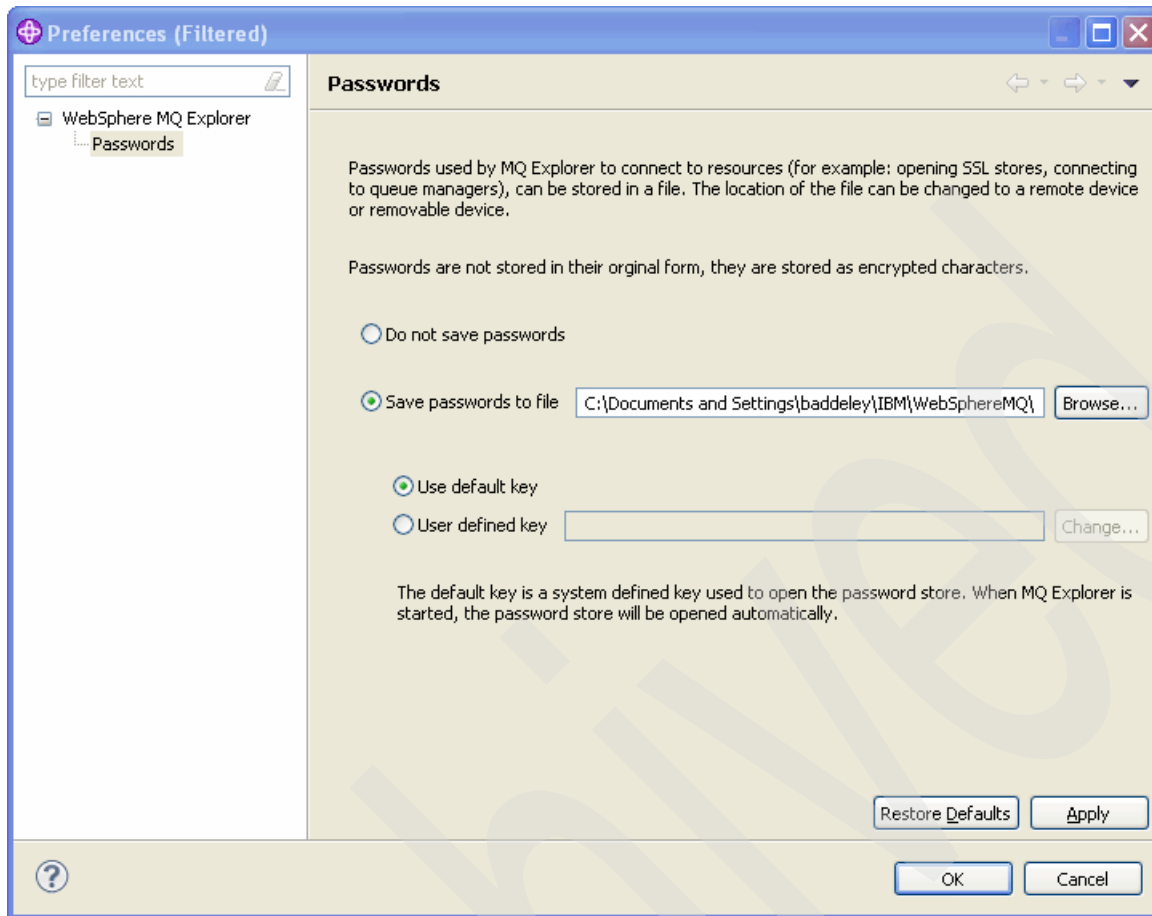 Preferences (Filtered)
type filter text
WebSphere MQ Explorer
Passwords
Passwords
Passwords used by MQ Explorer to connect to resources (for example: opening SSL stores, connecting
to queue managers), can be stored in a file. The location of the file can be changed to a remote device
or removable device.
Passwords are not stored in their orginal form, they are stored as encrypted characters.
Do not save passwords
Save passwords to file C:\Documents and Settings\baddeley\IBM\WebSphereMQ\ Browse...
Use default key
User defined key Change...
The default key is a system defined key used to open the password store. When MQ Explorer is
started, the password store will be opened automatically.
Restore Defaults Apply
? OK Cancel